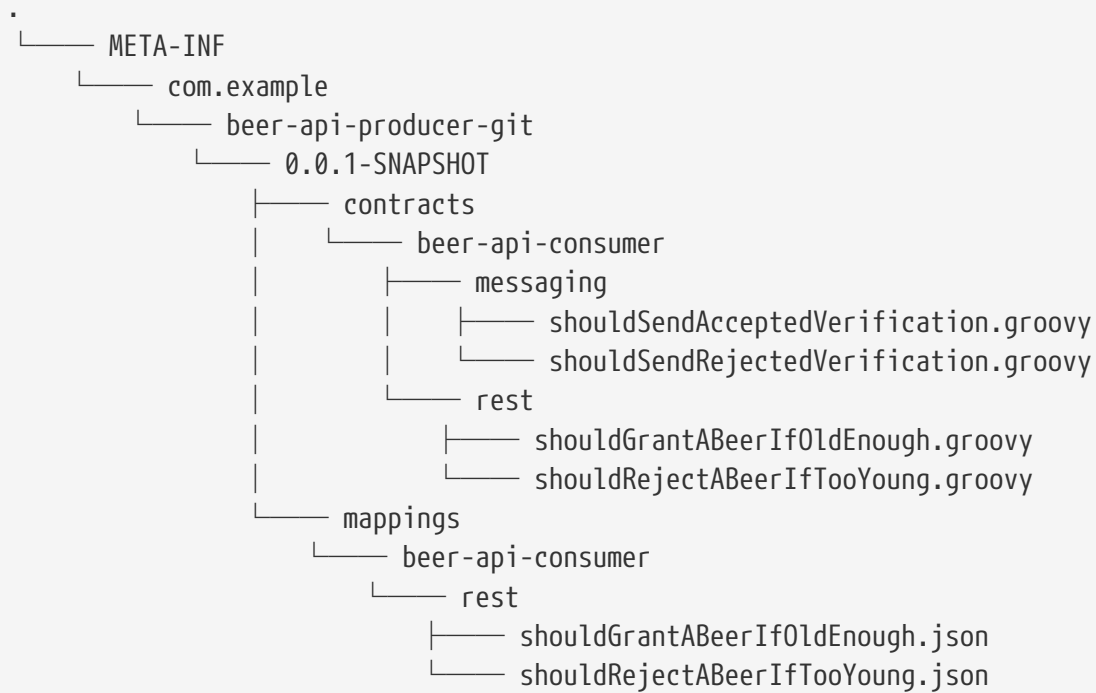 .
└── META-INF
    └── com.example
        └── beer-api-producer-git
            └── 0.0.1-SNAPSHOT
                ├── contracts
                │   └── beer-api-consumer
                │       ├── messaging
                │       │   ├── shouldSendAcceptedVerification.groovy
                │       │   └── shouldSendRejectedVerification.groovy
                │       └── rest
                │           ├── shouldGrantABeerIfOldEnough.groovy
                │           └── shouldRejectABeerIfTooYoung.groovy
                └── mappings
                    └── beer-api-consumer
                        └── rest
                            ├── shouldGrantABeerIfOldEnough.json
                            └── shouldRejectABeerIfTooYoung.json